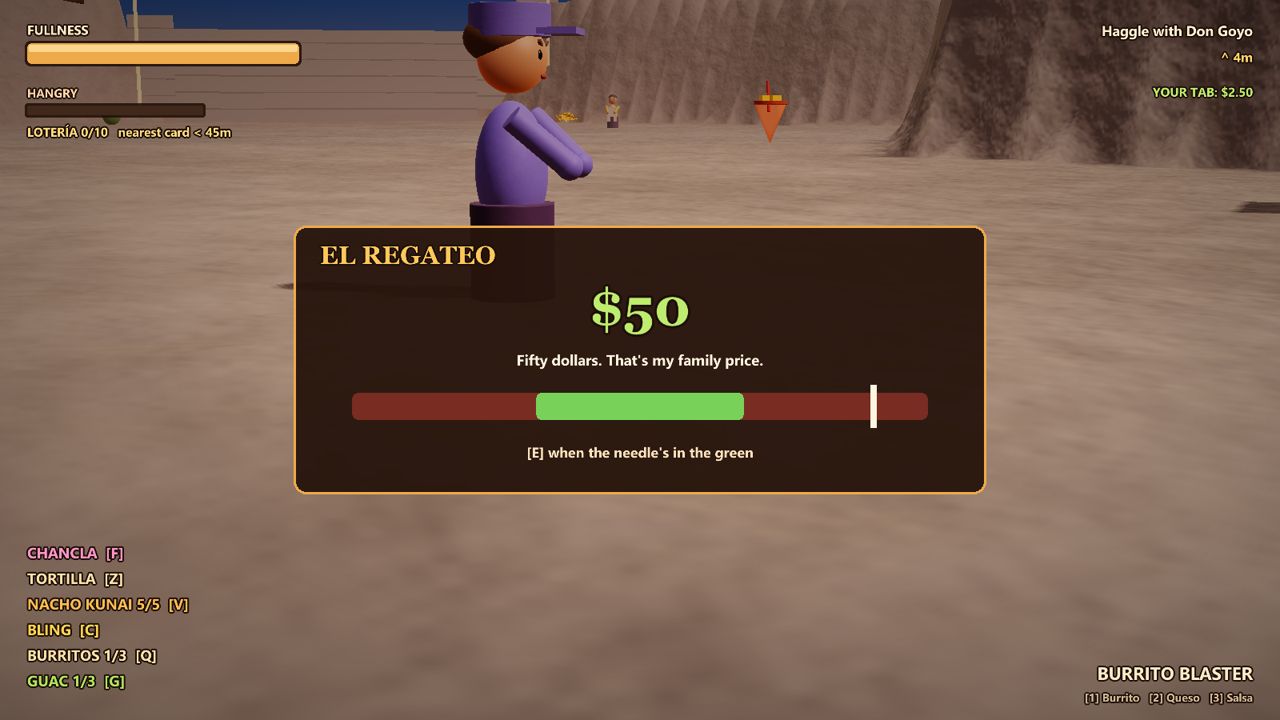 FULLNESS
HANGRY
LOTERÍA 0/10 nearest card < 45m
Haggle with Don Goyo
^ 4m
YOUR TAB: $2.50
EL REGATEO
$50
Fifty dollars. That's my family price.
[E] when the needle's in the green
CHANCLA [F]
TORTILLA [Z]
NACHO KUNAI 5/5 [V]
BLING [C]
BURRITOS 1/3 [Q]
GUAC 1/3 [G]
BURRITO BLASTER
[1] Burrito [2] Queso [3] Salsa